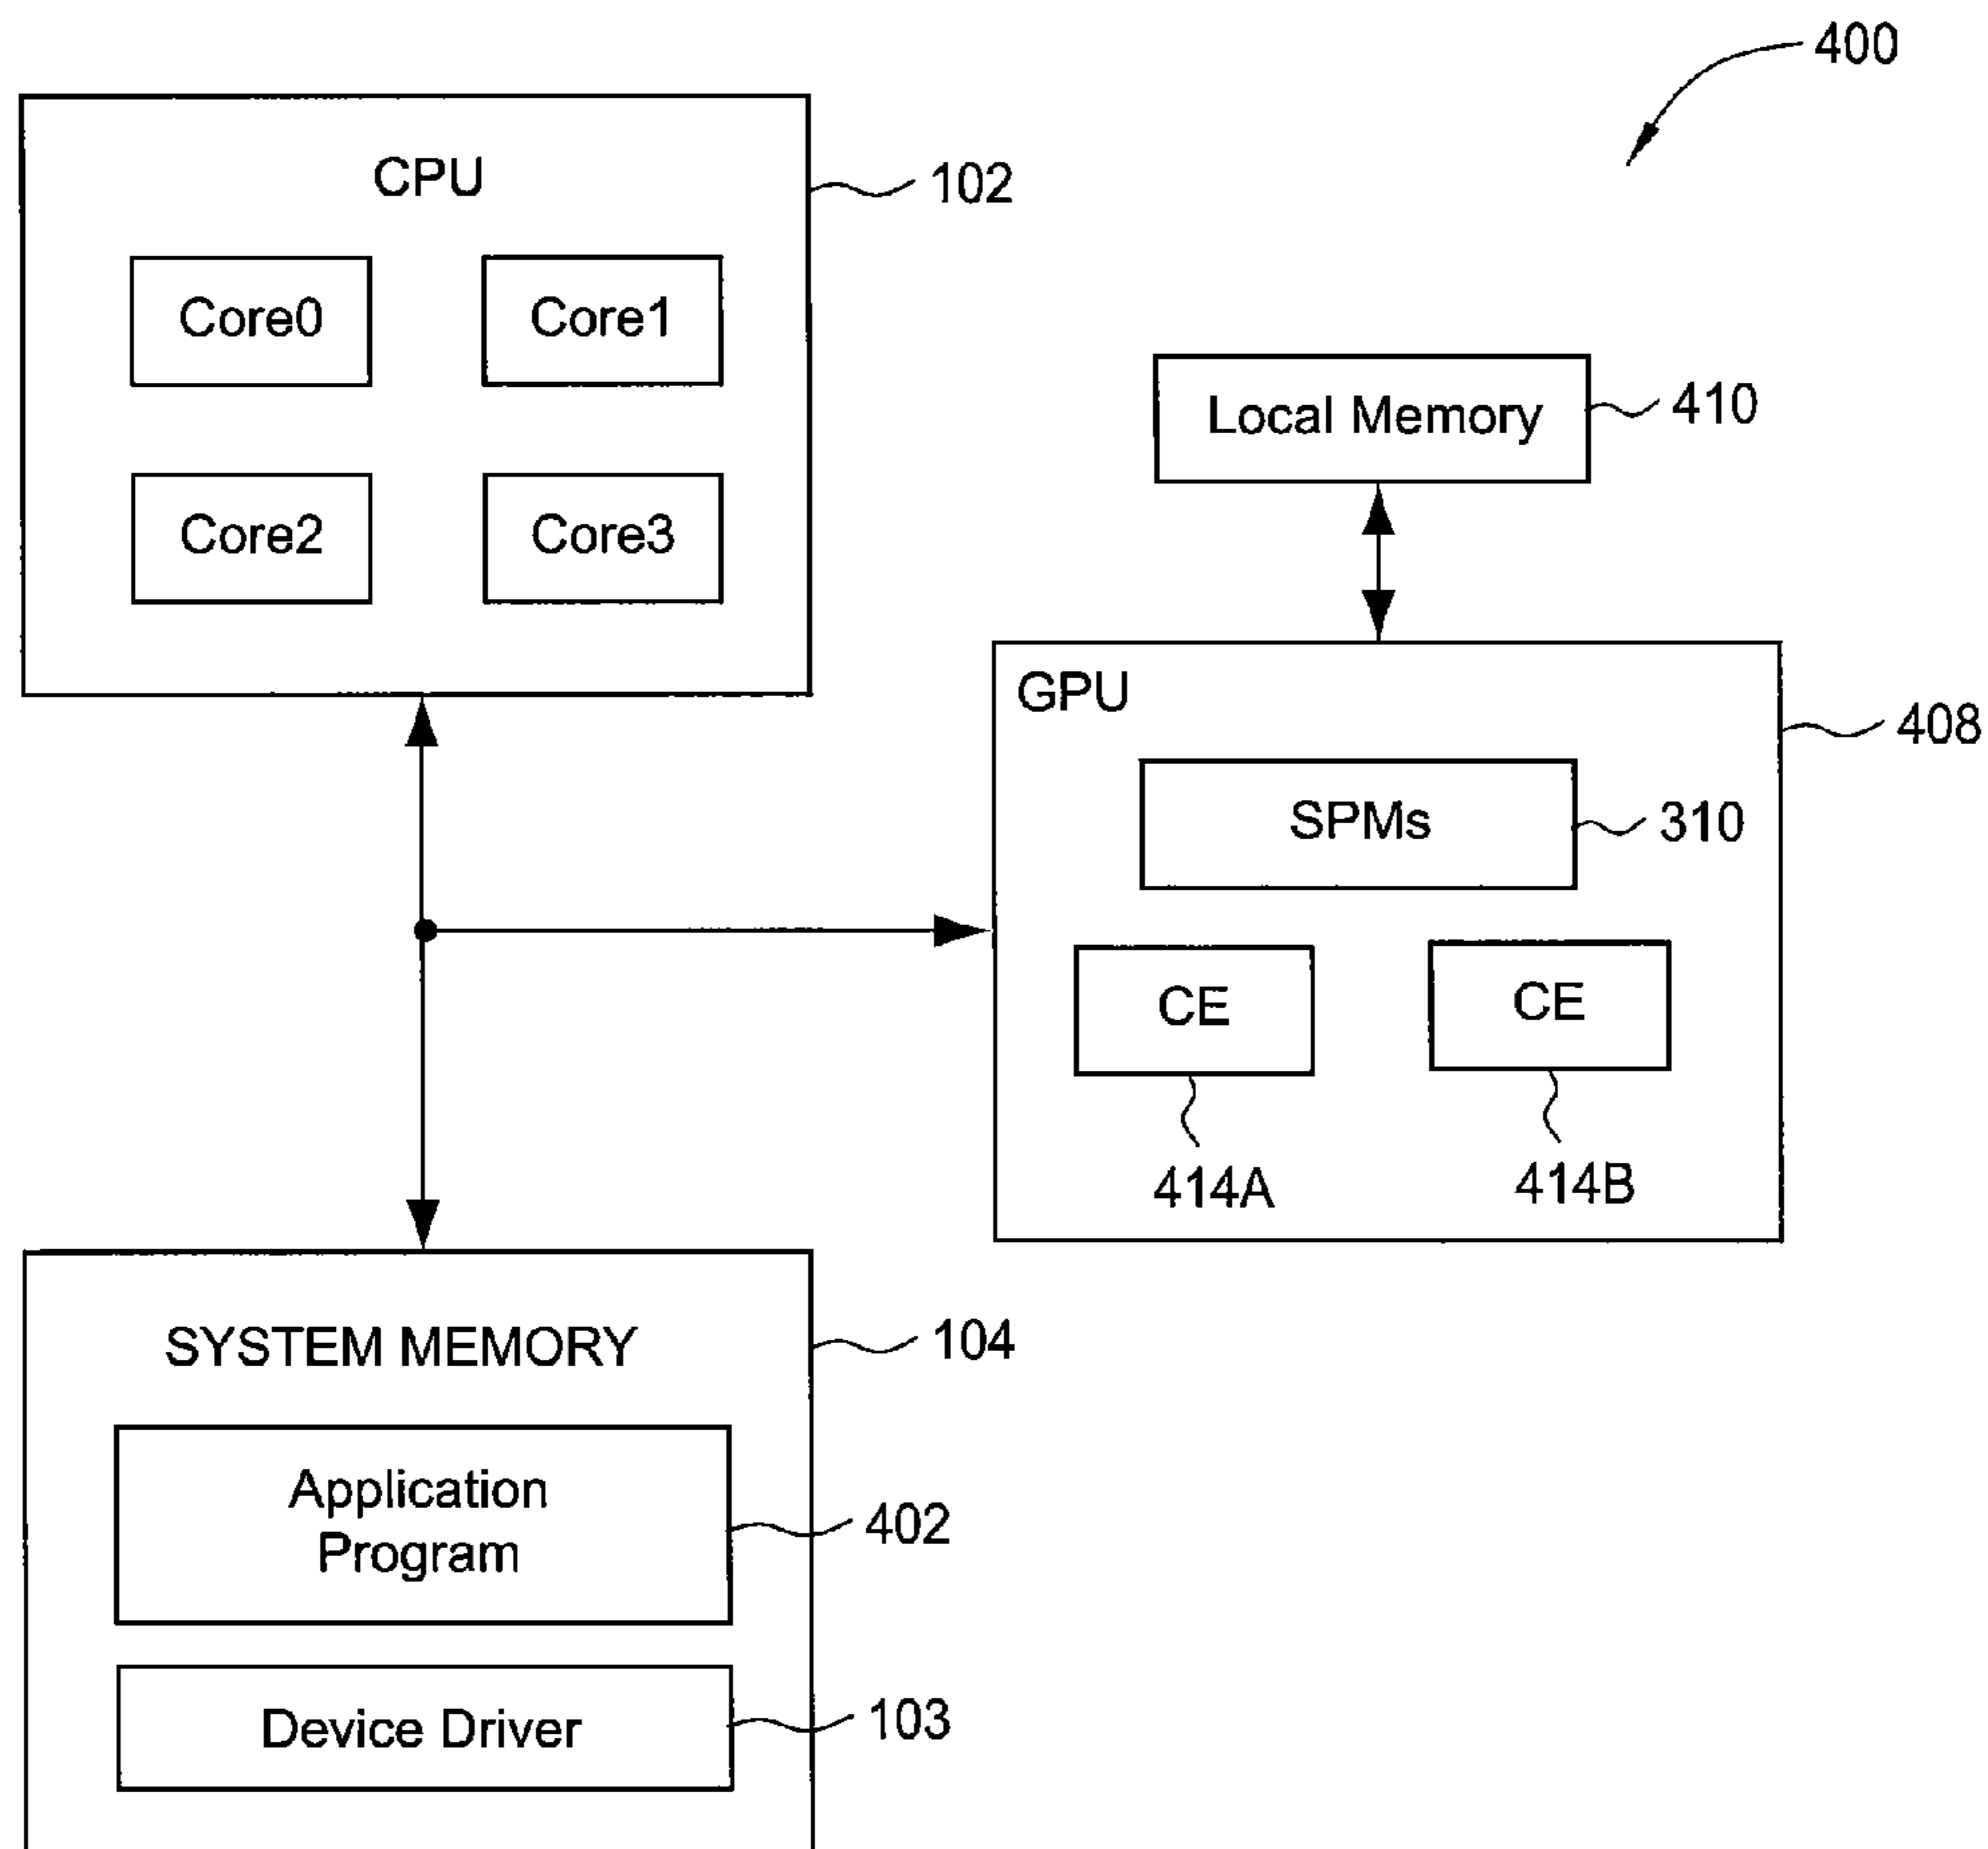 400
CPU
102
Core0
Core1
Core2
Core3
Local Memory
410
GPU
408
SPMs
310
CE
CE
414A
414B
SYSTEM MEMORY
104
Application
Program
402
Device Driver
103